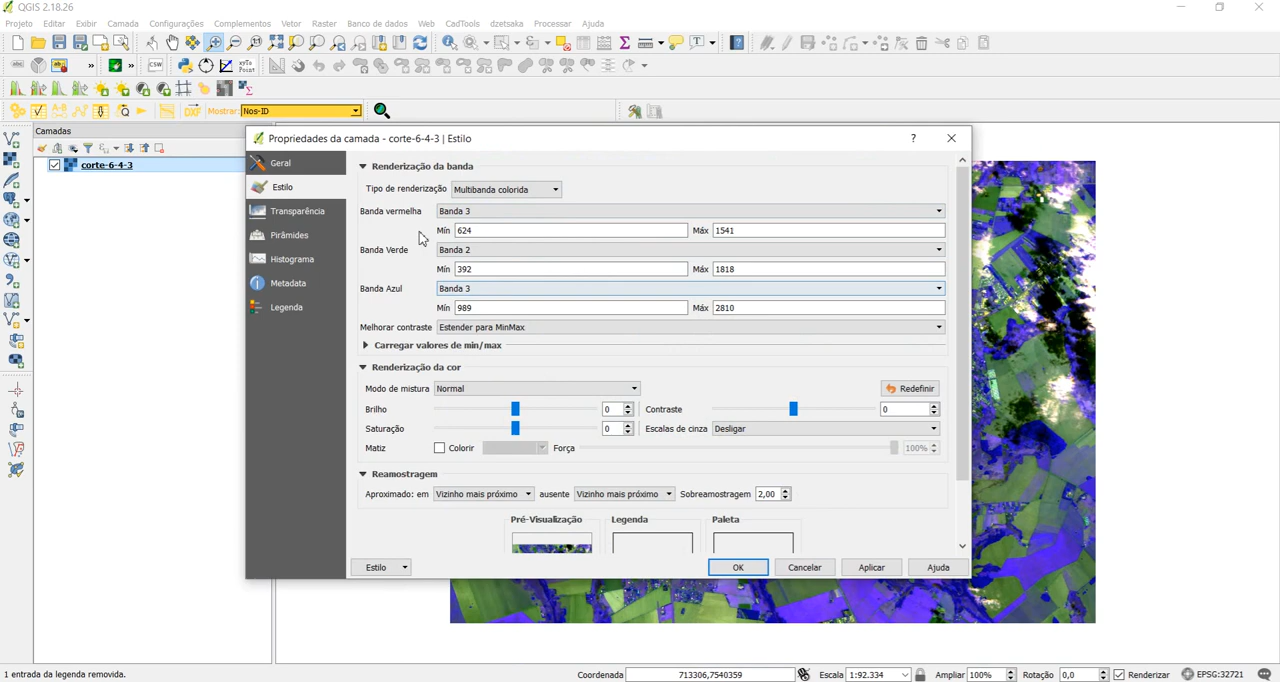 QGIS 2.18.26
Projeto Editar Exibir Camada Configurações Complementos Vetor Raster Banco de dados Web CadTools dzetsaka Processar Ajuda
abc abc » » CSW xyTo Point
DXF Mostrar: Nos-ID
Camadas
corte-6-4-3
Propriedades da camada - corte-6-4-3 | Estilo ?
Geral
Estilo
Transparência
Pirâmides
Histograma
Metadata
Legenda
Renderização da banda
Tipo de renderização Multibanda colorida
Banda vermelha Banda 3
Mín 624 Máx 1541
Banda Verde Banda 2
Mín 392 Máx 1818
Banda Azul Banda 3
Mín 989 Máx 2810
Melhorar contraste Estender para MinMax
Carregar valores de min/max
Renderização da cor
Modo de mistura Normal Redefinir
Brilho 0 Contraste 0
Saturação 0 Escalas de cinza Desligar
Matiz Colorir Força 100%
Reamostragem
Aproximado: em Vizinho mais próximo ausente Vizinho mais próximo Sobreamostragem 2,00
Pré-Visualização Legenda Paleta
Estilo OK Cancelar Aplicar Ajuda
1 entrada da legenda removida. Coordenada 713306,7540359 Escala 1:92.334 Ampliar 100% Rotação 0,0 Renderizar EPSG:32721